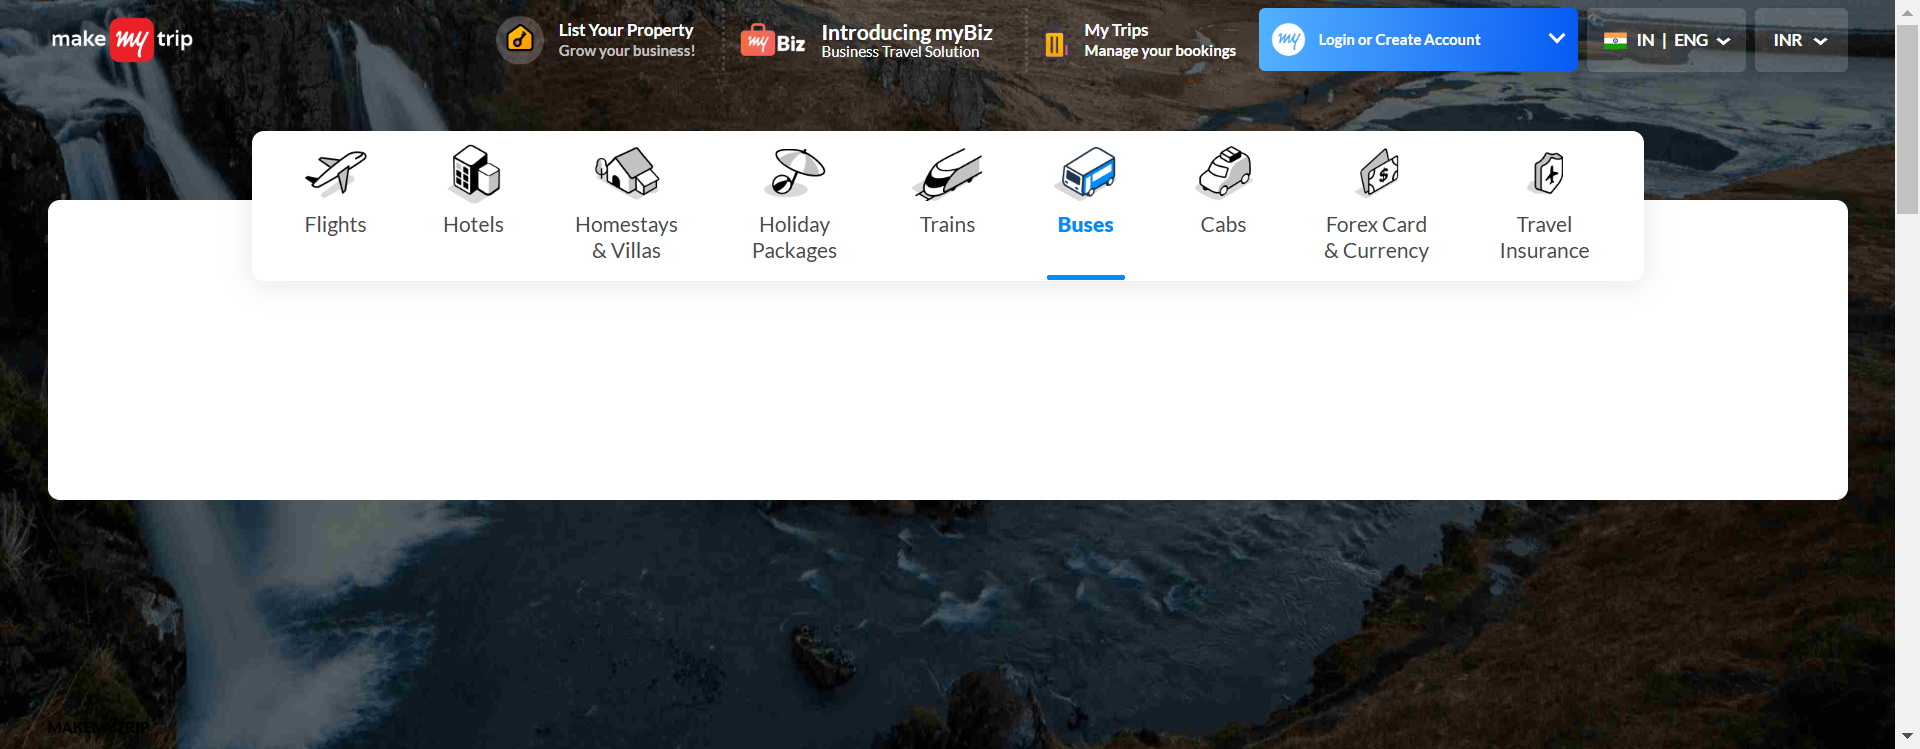 make my trip
List Your Property
Grow your business!
my Biz
Introducing myBiz
Business Travel Solution
My Trips
Manage your bookings
my
Login or Create Account
IN | ENG
INR
Flights
Hotels
Homestays
& Villas
Holiday
Packages
Trains
Buses
Cabs
Forex Card
& Currency
Travel
Insurance
MAKEMYTRIP